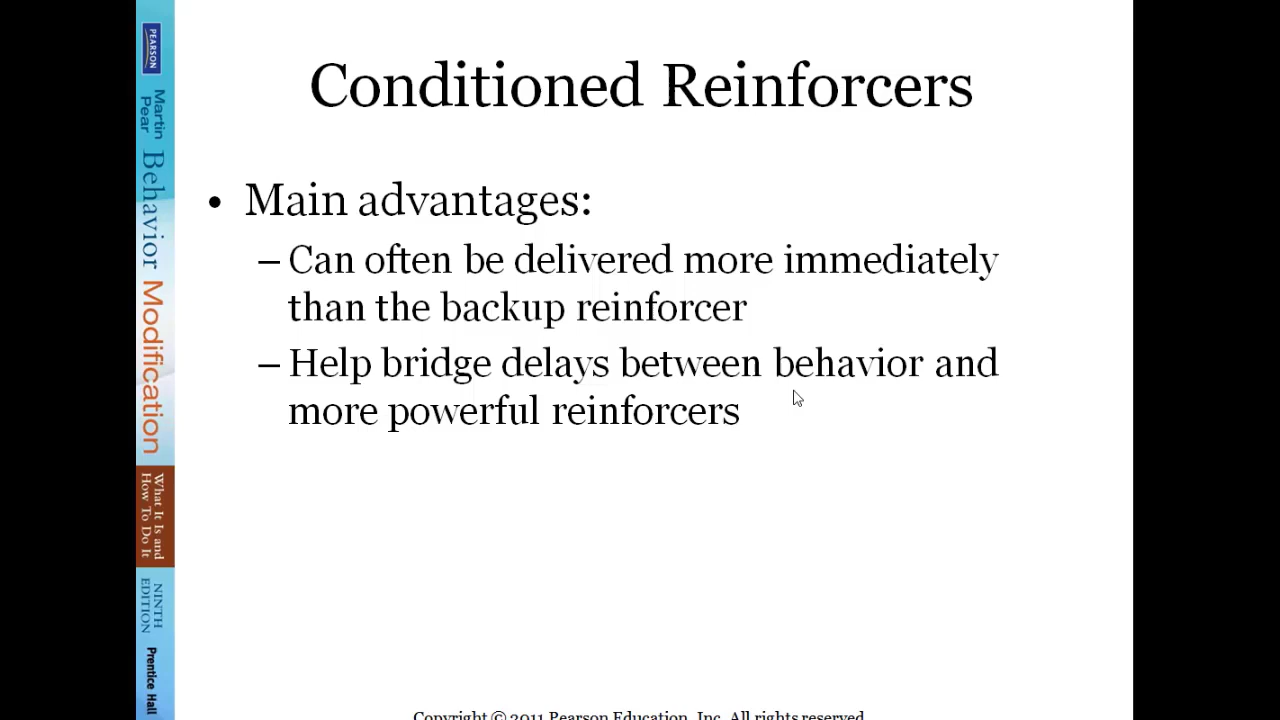 Conditioned Reinforcers
• Main advantages:
– Can often be delivered more immediately
than the backup reinforcer
– Help bridge delays between behavior and
more powerful reinforcers
PEARSON
Martin
Pear
Behavior Modification
What It Is and
How To Do It
NINTH
EDITION
Prentice Hall
Copyright © 2011 Pearson Education, Inc. All rights reserved.